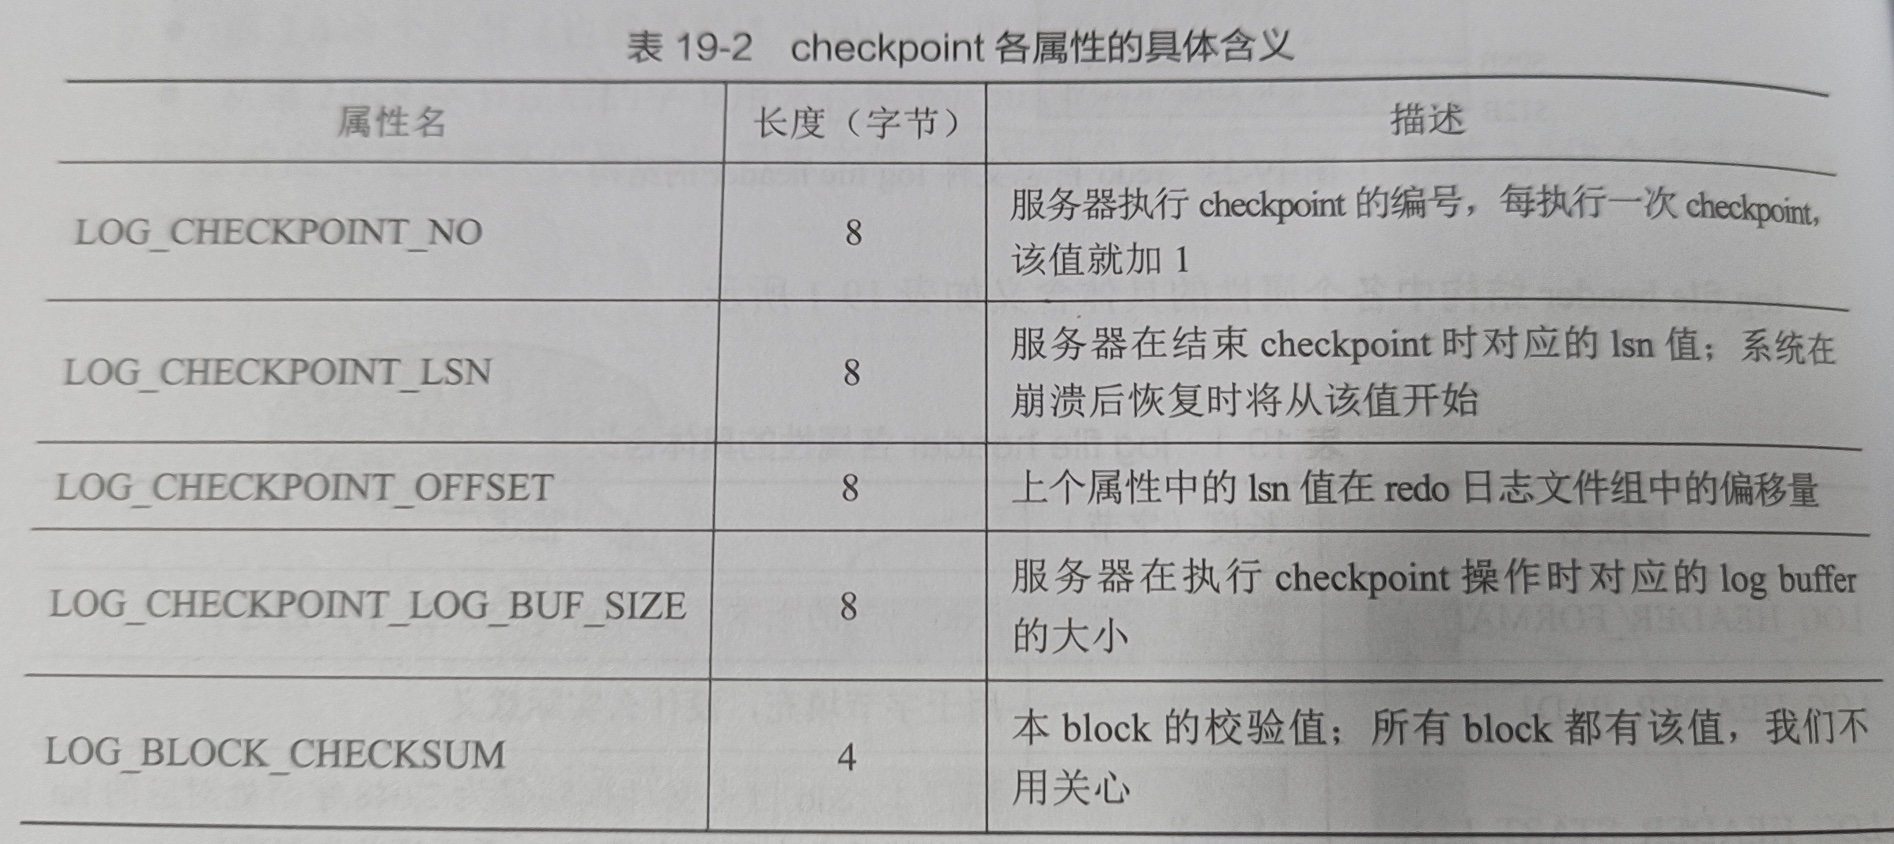 表 19-2 checkpoint 各属性的具体含义
属性名 长度（字节） 描述
LOG_CHECKPOINT_NO 8 服务器执行 checkpoint 的编号，每执行一次 checkpoint,
该值就加 1
LOG_CHECKPOINT_LSN 8 服务器在结束 checkpoint 时对应的 lsn 值；系统在
崩溃后恢复时将从该值开始
LOG_CHECKPOINT_OFFSET 8 上个属性中的 lsn 值在 redo 日志文件组中的偏移量
LOG_CHECKPOINT_LOG_BUF_SIZE 8 服务器在执行 checkpoint 操作时对应的 log buffer
的大小
LOG_BLOCK_CHECKSUM 4 本 block 的校验值；所有 block 都有该值，我们不
用关心